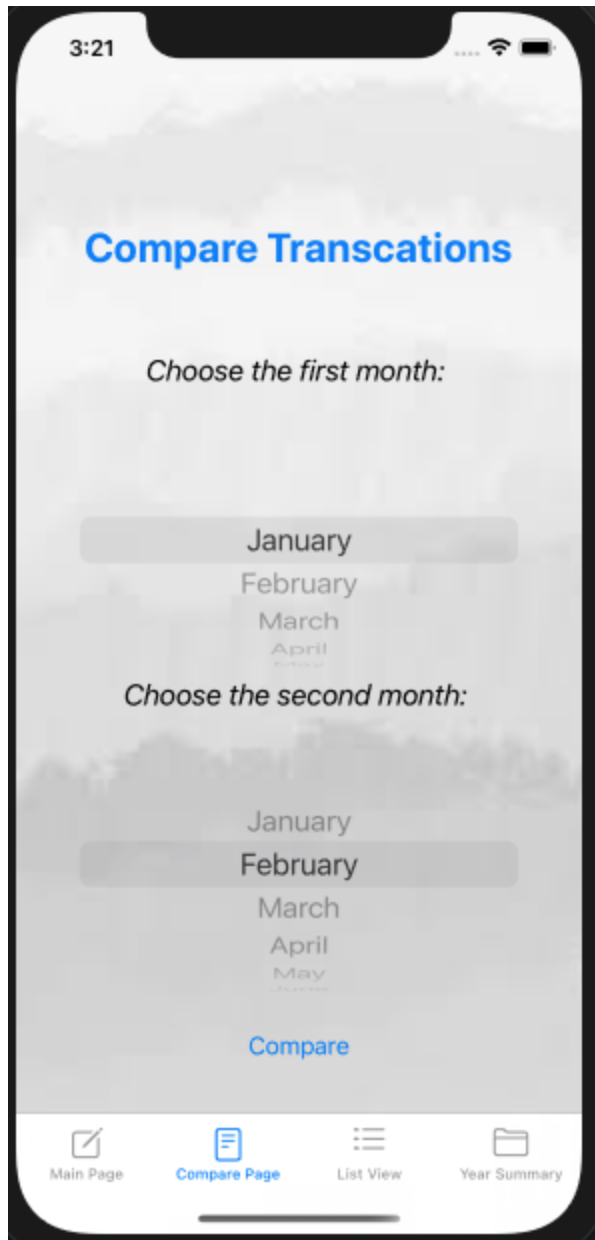 3:21
Compare Transcations
Choose the first month:
January
February
March
April
Choose the second month:
January
February
March
April
May
Compare
Main Page Compare Page List View Year Summary